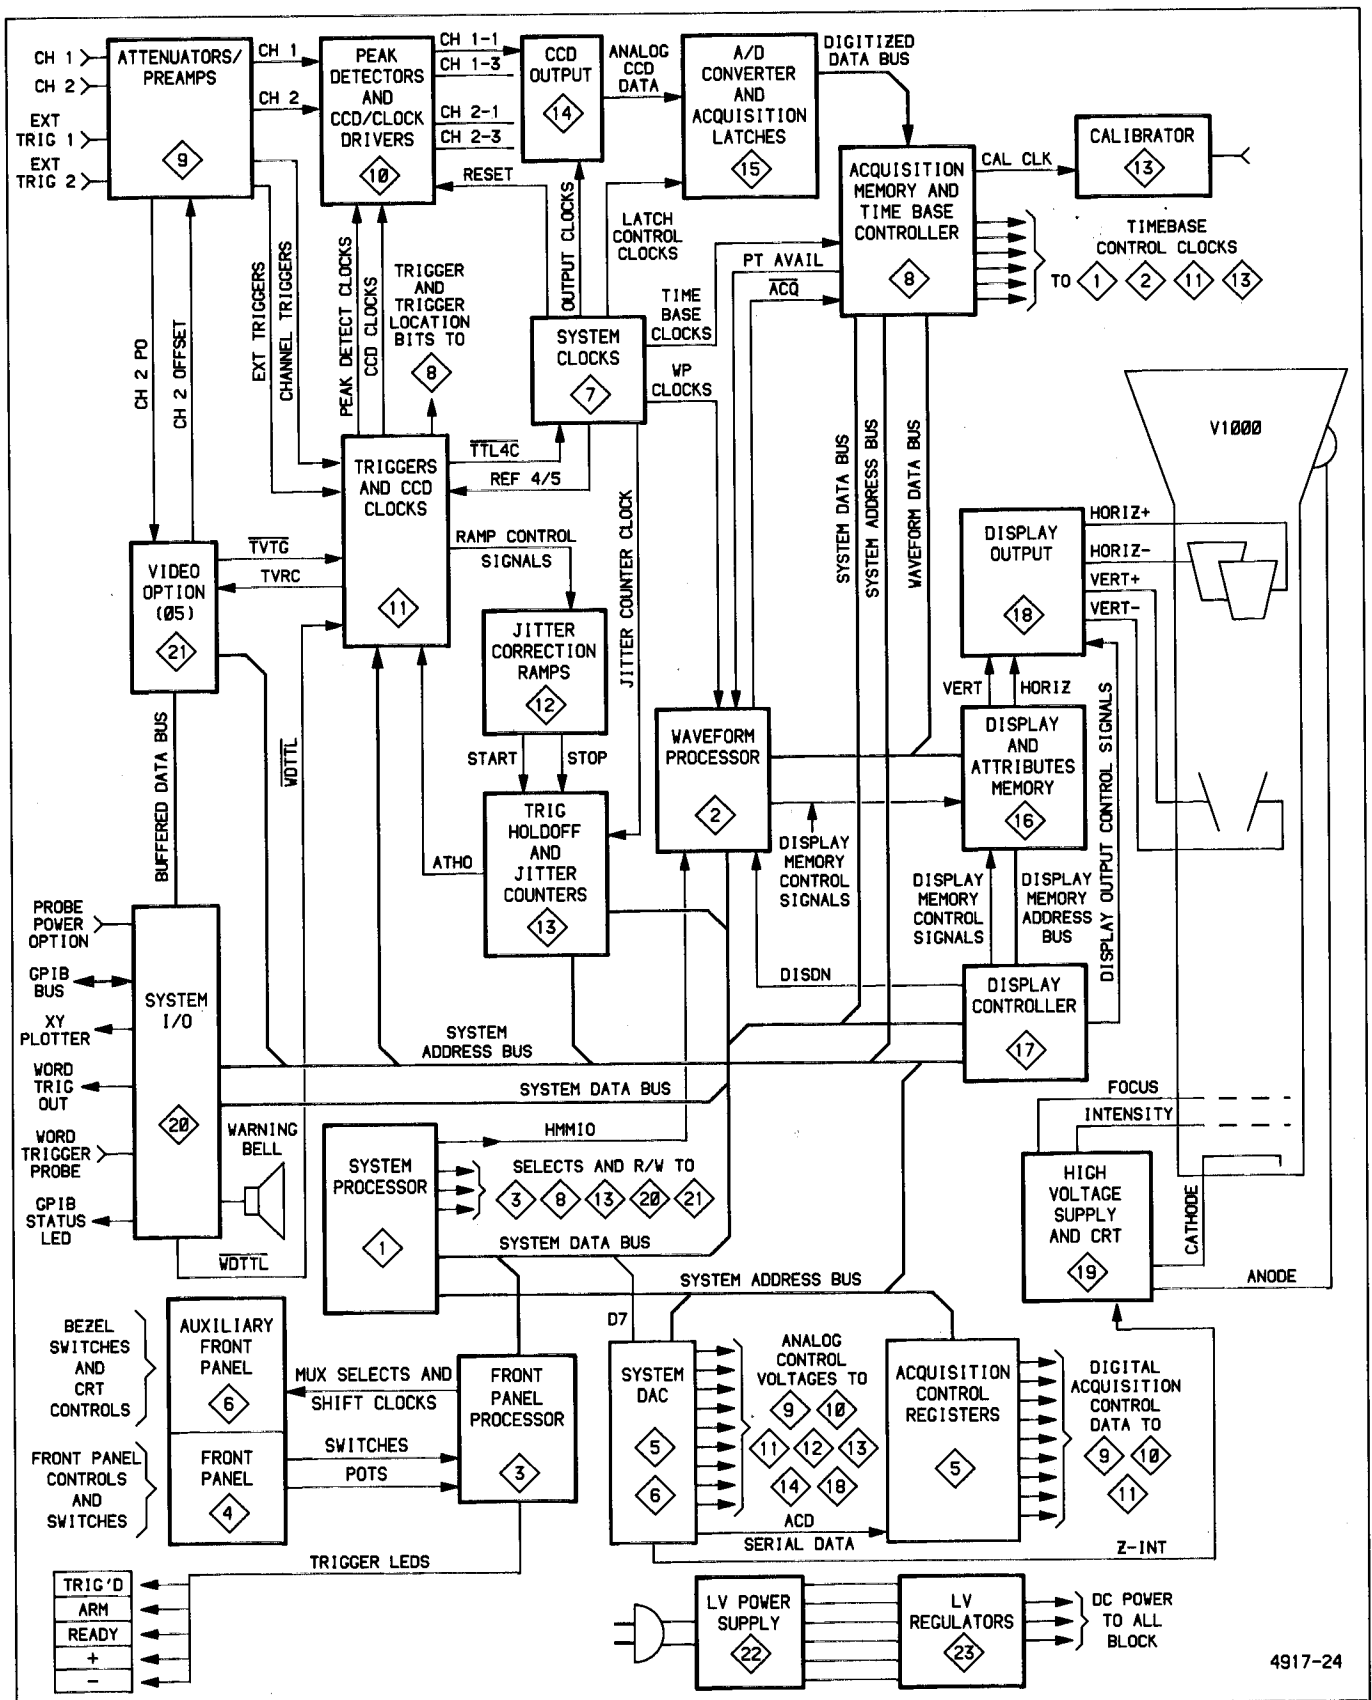 CH 1
CH 2
EXT
TRIG 1
EXT
TRIG 2
ATTENUATORS/
PREAMPS
9
CH 1
CH 2
PEAK
DETECTORS
AND
CCD/CLOCK
DRIVERS
10
CH 1-1
CH 1-3
CH 2-1
CH 2-3
RESET
CCD
OUTPUT
14
ANALOG
CCD
DATA
A/D
CONVERTER
AND
ACQUISITION
LATCHES
15
DIGITIZED
DATA BUS
ACQUISITION
MEMORY AND
TIME BASE
CONTROLLER
8
CAL CLK
CALIBRATOR
13
TIMEBASE
CONTROL CLOCKS
TO 1 2 11 13
CH 2 PO
CH 2 OFFSET
EXT TRIGGERS
CHANNEL TRIGGERS
PEAK DETECT CLOCKS
CCD CLOCKS
TRIGGER
AND
TRIGGER
LOCATION
BITS TO
8
OUTPUT CLOCKS
LATCH
CONTROL
CLOCKS
PT AVAIL
ACQ
TIME
BASE
CLOCKS
WP
CLOCKS
SYSTEM
CLOCKS
7
TTL4C
REF 4/5
TRIGGERS
AND CCD
CLOCKS
11
RAMP CONTROL
SIGNALS
JITTER COUNTER CLOCK
SYSTEM DATA BUS
SYSTEM ADDRESS BUS
WAVEFORM DATA BUS
V1000
VIDEO
OPTION
(05)
21
TVTG
TVRC
JITTER
CORRECTION
RAMPS
12
START
STOP
DISPLAY
OUTPUT
18
HORIZ+
HORIZ-
VERT+
VERT-
VERT
HORIZ
DISPLAY OUTPUT CONTROL SIGNALS
BUFFERED DATA BUS
WDTTL
ATHO
TRIG
HOLDOFF
AND
JITTER
COUNTERS
13
WAVEFORM
PROCESSOR
2
DISPLAY
AND
ATTRIBUTES
MEMORY
16
DISPLAY
MEMORY
CONTROL
SIGNALS
DISPLAY
MEMORY
CONTROL
SIGNALS
DISPLAY
MEMORY
ADDRESS
BUS
DISDN
DISPLAY
CONTROLLER
17
PROBE
POWER
OPTION
GPIB
BUS
XY
PLOTTER
WORD
TRIG
OUT
WORD
TRIGGER
PROBE
GPIB
STATUS
LED
SYSTEM
I/O
20
WARNING
BELL
WDTTL
SYSTEM
ADDRESS BUS
SYSTEM DATA BUS
SYSTEM
PROCESSOR
1
HMMIO
SELECTS AND R/W TO
3 8 13 20 21
SYSTEM DATA BUS
SYSTEM ADDRESS BUS
FOCUS
INTENSITY
HIGH
VOLTAGE
SUPPLY
AND CRT
19
CATHODE
ANODE
BEZEL
SWITCHES
AND
CRT
CONTROLS
AUXILIARY
FRONT
PANEL
6
FRONT PANEL
CONTROLS
AND
SWITCHES
FRONT
PANEL
4
MUX SELECTS AND
SHIFT CLOCKS
SWITCHES
POTS
FRONT
PANEL
PROCESSOR
3
D7
SYSTEM
DAC
5
6
ANALOG
CONTROL
VOLTAGES TO
9 10
11 12 13
14 18
ACD
SERIAL DATA
ACQUISITION
CONTROL
REGISTERS
5
DIGITAL
ACQUISITION
CONTROL
DATA TO
9 10
11
Z-INT
TRIGGER LEDS
TRIG'D
ARM
READY
+
-
LV POWER
SUPPLY
22
LV
REGULATORS
23
DC POWER
TO ALL
BLOCK
4917-24